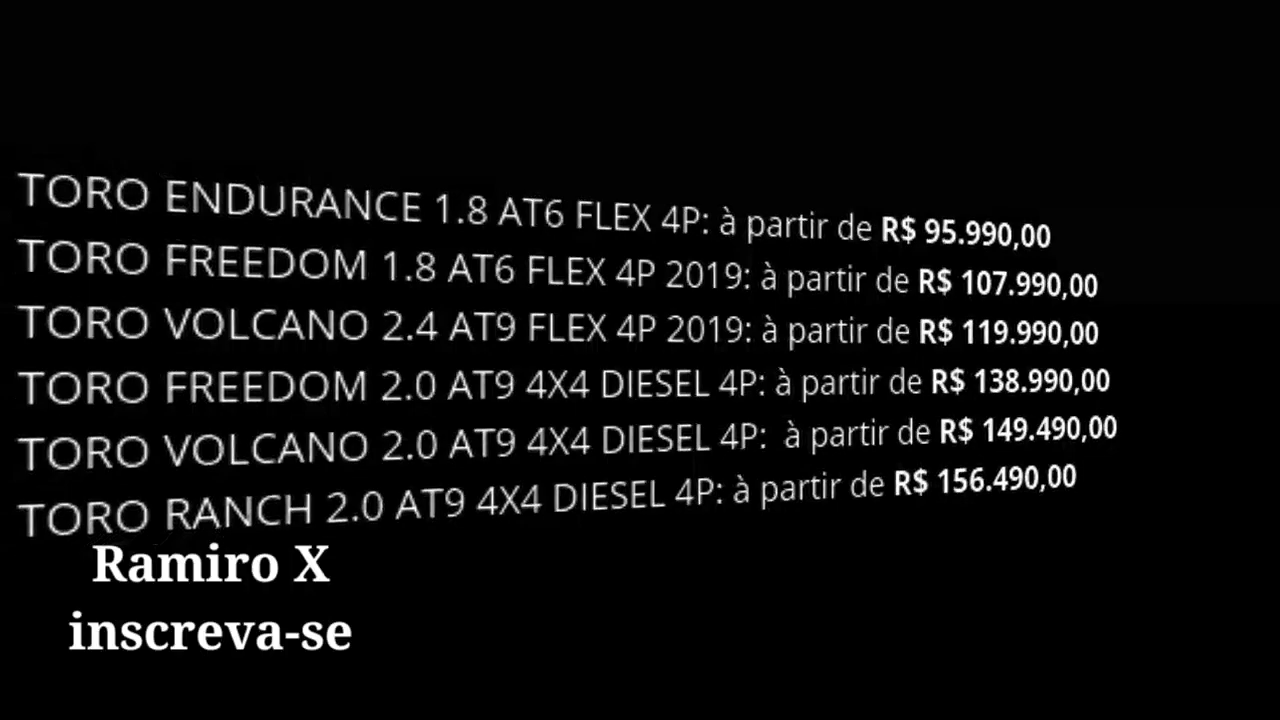 TORO ENDURANCE 1.8 AT6 FLEX 4P: à partir de R$ 95.990,00
TORO FREEDOM 1.8 AT6 FLEX 4P 2019: à partir de R$ 107.990,00
TORO VOLCANO 2.4 AT9 FLEX 4P 2019: à partir de R$ 119.990,00
TORO FREEDOM 2.0 AT9 4X4 DIESEL 4P: à partir de R$ 138.990,00
TORO VOLCANO 2.0 AT9 4X4 DIESEL 4P: à partir de R$ 149.490,00
TORO RANCH 2.0 AT9 4X4 DIESEL 4P: à partir de R$ 156.490,00
Ramiro X
inscreva-se